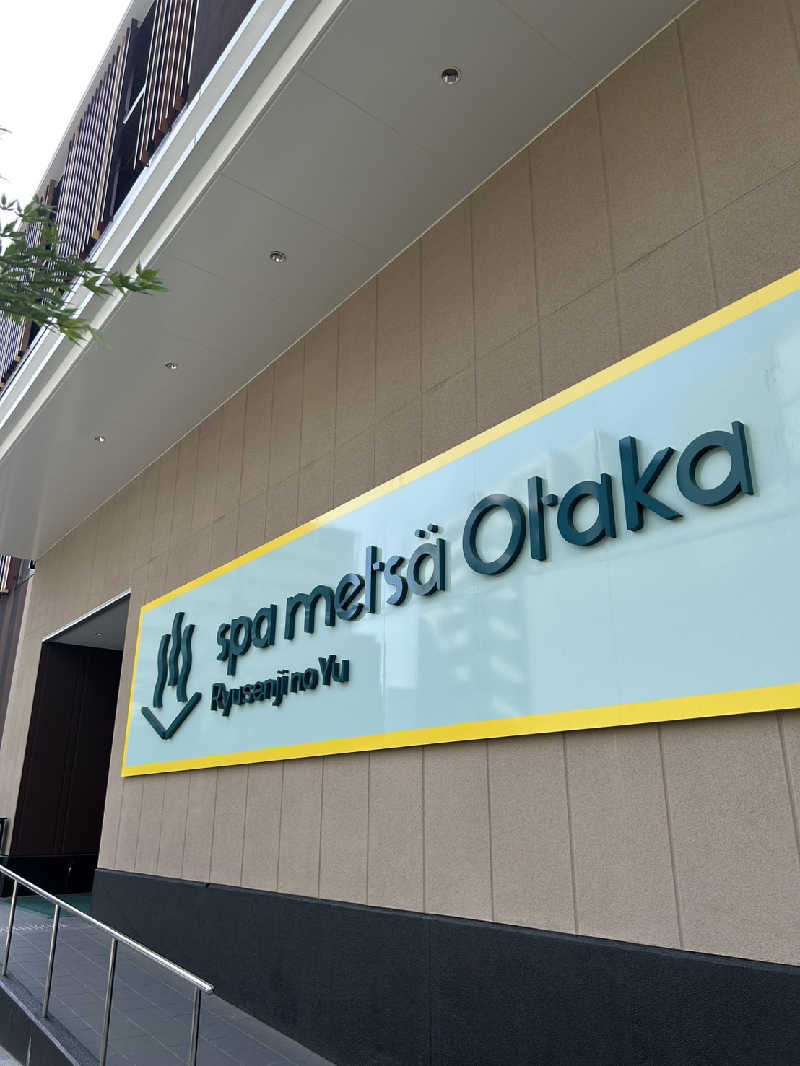 spa metsä Otaka
Ryusenji no Yu